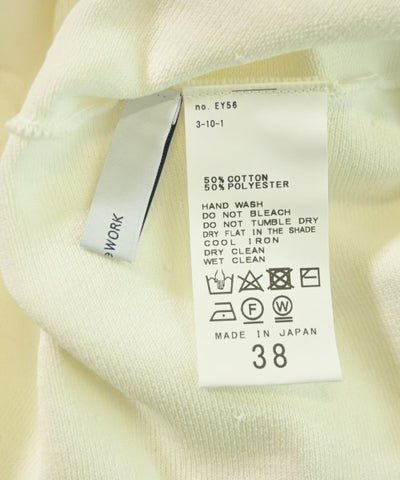 no. EY56
3-10-1
50% COTTON
50% POLYESTER
HAND WASH
DO NOT BLEACH
DO NOT TUMBLE DRY
DRY FLAT IN THE SHADE
COOL IRON
DRY CLEAN
WET CLEAN
F W
MADE IN JAPAN
38
WORK